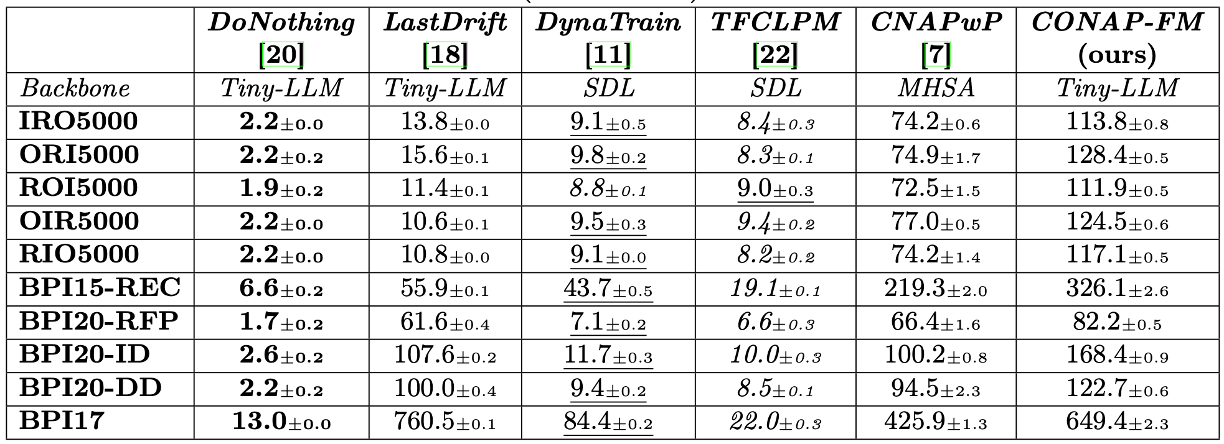 DoNothing LastDrift DynaTrain TFCLPM CNAPwP CONAP-FM
[20] [18] [11] [22] [7] (ours)
Backbone Tiny-LLM Tiny-LLM SDL SDL MHSA Tiny-LLM
IRO5000 2.2±0.0 13.8±0.0 9.1±0.5 8.4±0.3 74.2±0.6 113.8±0.8
ORI5000 2.2±0.2 15.6±0.1 9.8±0.2 8.3±0.1 74.9±1.7 128.4±0.5
ROI5000 1.9±0.2 11.4±0.1 8.8±0.1 9.0±0.3 72.5±1.5 111.9±0.5
OIR5000 2.2±0.0 10.6±0.1 9.5±0.3 9.4±0.2 77.0±0.5 124.5±0.6
RIO5000 2.2±0.0 10.8±0.0 9.1±0.0 8.2±0.2 74.2±1.4 117.1±0.5
BPI15-REC 6.6±0.2 55.9±0.1 43.7±0.5 19.1±0.1 219.3±2.0 326.1±2.6
BPI20-RFP 1.7±0.2 61.6±0.4 7.1±0.2 6.6±0.3 66.4±1.6 82.2±0.5
BPI20-ID 2.6±0.2 107.6±0.2 11.7±0.3 10.0±0.3 100.2±0.8 168.4±0.9
BPI20-DD 2.2±0.2 100.0±0.4 9.4±0.2 8.5±0.1 94.5±2.3 122.7±0.6
BPI17 13.0±0.0 760.5±0.1 84.4±0.2 22.0±0.3 425.9±1.3 649.4±2.3